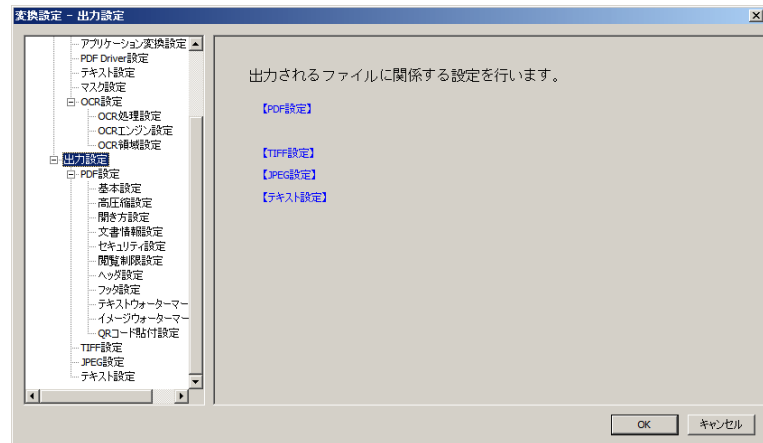 変換設定 - 出力設定
アプリケーション変換設定
PDF Driver設定
テキスト設定
マスク設定
OCR設定
OCR処理設定
OCRエンジン設定
OCR領域設定
出力設定
PDF設定
基本設定
高圧縮設定
開き方設定
文書情報設定
セキュリティ設定
閲覧制限設定
ヘッダ設定
フッタ設定
テキストウォーターマー
イメージウォーターマー
QRコード貼付設定
TIFF設定
JPEG設定
テキスト設定
出力されるファイルに関係する設定を行います。
【PDF設定】
【TIFF設定】
【JPEG設定】
【テキスト設定】
OK
キャンセル